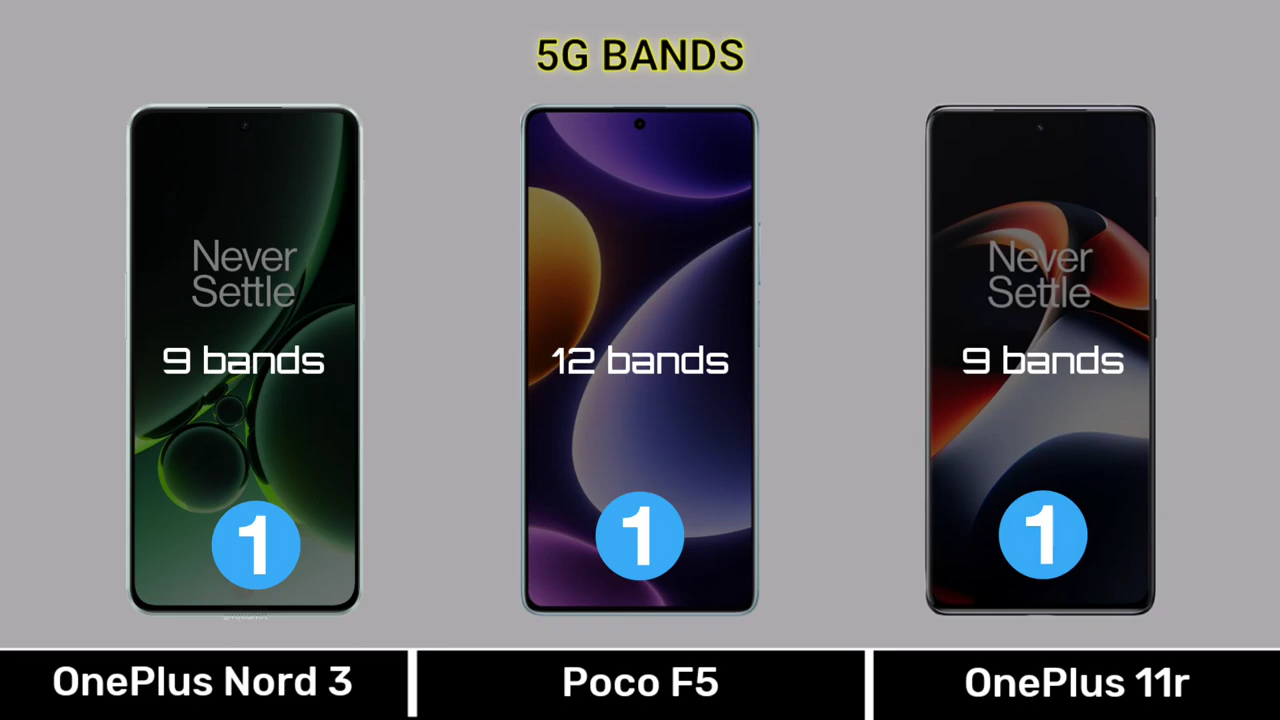 5G BANDS
Never
Settle
9 bands
1
12 bands
1
Never
Settle
9 bands
1
OnePlus Nord 3
Poco F5
OnePlus 11r